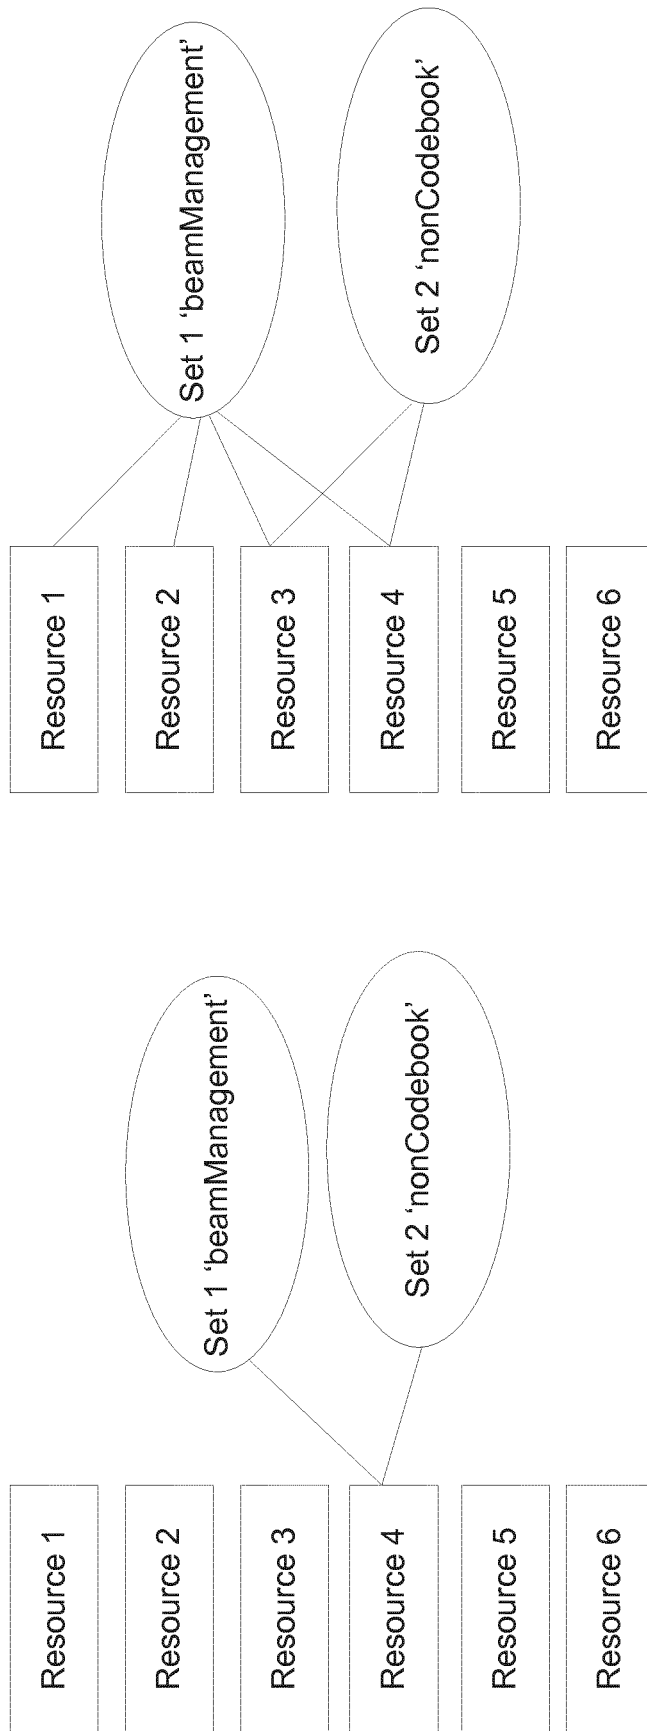 Resource 1
Resource 2
Resource 3
Resource 4
Resource 5
Resource 6
Set 1 ‘beamManagement’
Set 2 ‘nonCodebook’
Resource 1
Resource 2
Resource 3
Resource 4
Resource 5
Resource 6
Set 1 ‘beamManagement’
Set 2 ‘nonCodebook’